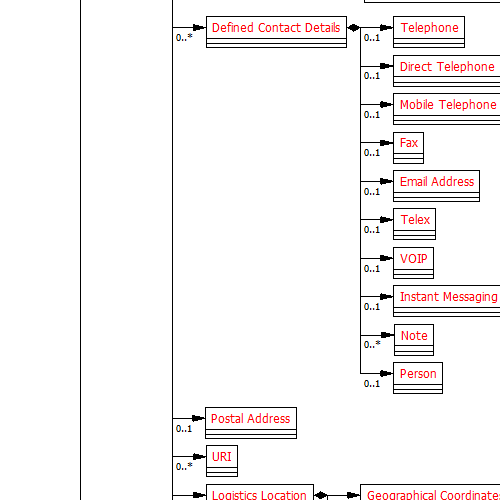 Defined Contact Details
0..*
Telephone
0..1
Direct Telephone
0..1
Mobile Telephone
0..1
Fax
0..1
Email Address
0..1
Telex
0..1
VOIP
0..1
Instant Messaging
0..1
Note
0..*
Person
0..1
Postal Address
0..1
URI
0..*
Logistics Location
Geographical Coordinates